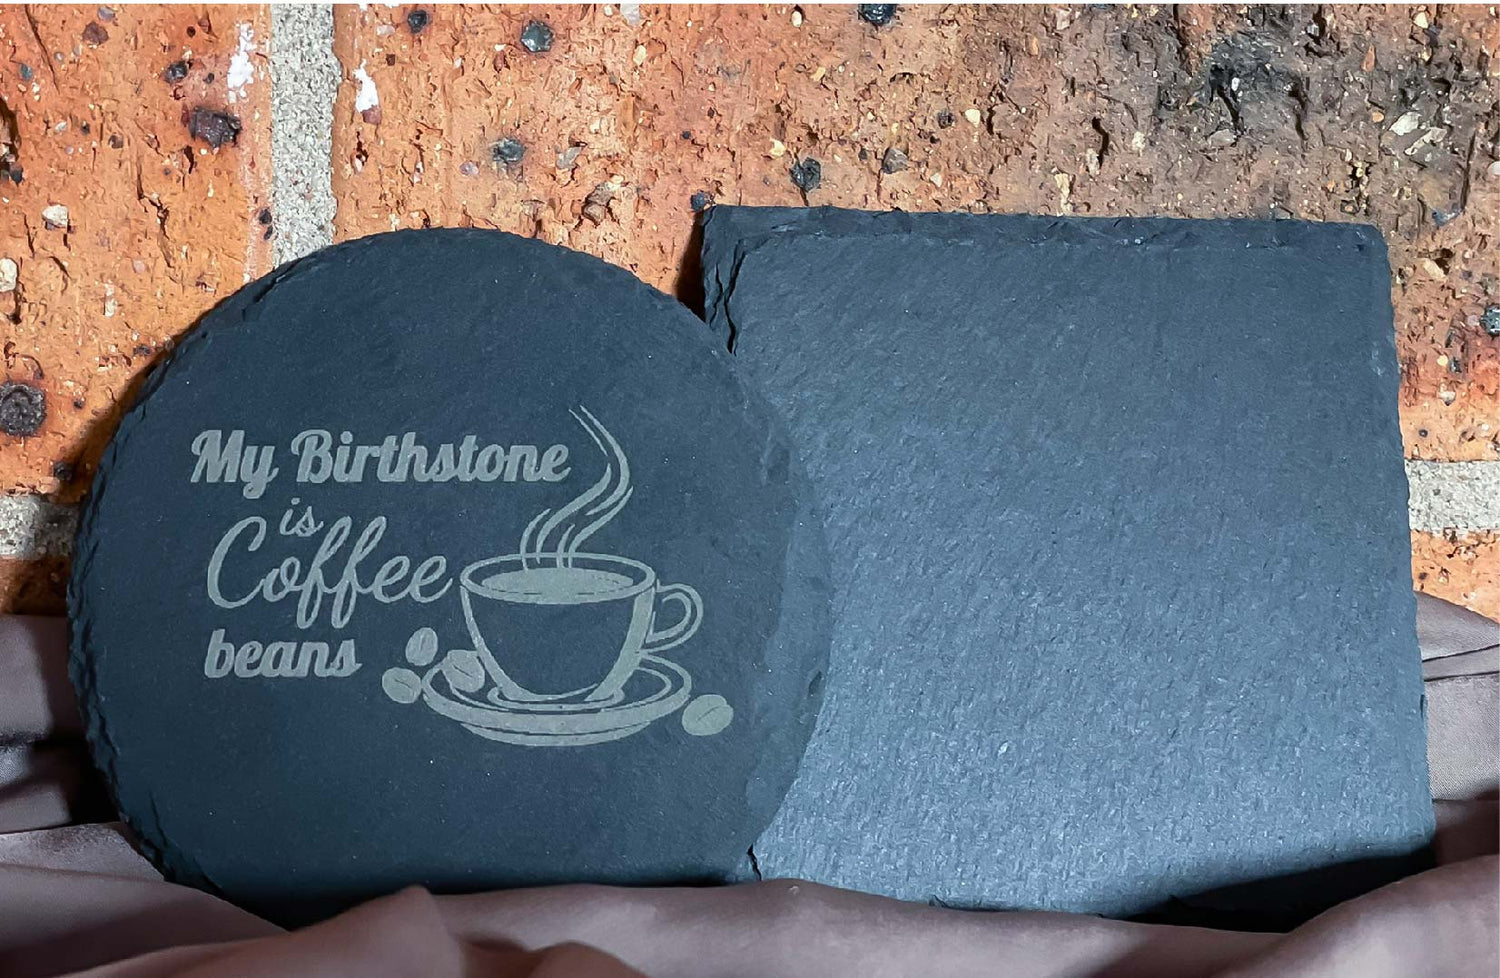 My Birthstone
is
Coffee
beans